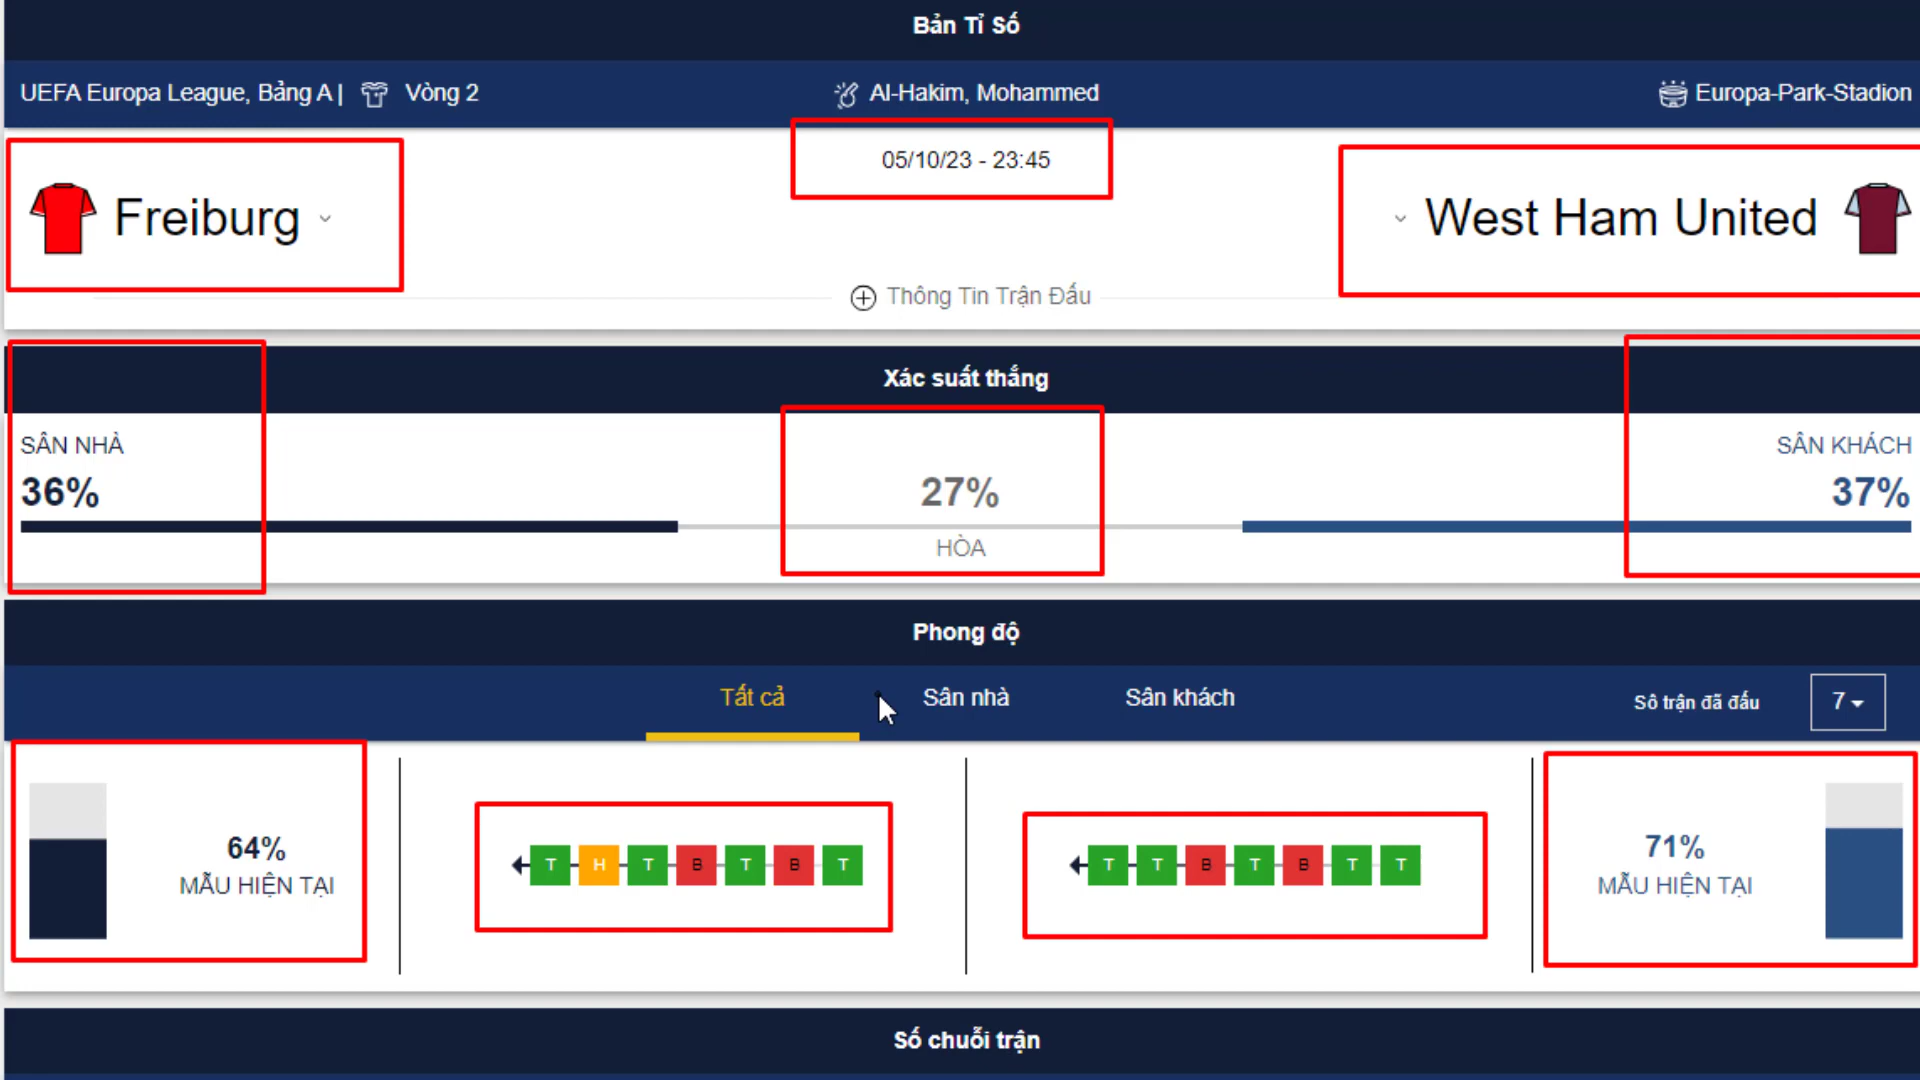 Bản Tỉ Số
UEFA Europa League, Bảng A | Vòng 2
Al-Hakim, Mohammed
Europa-Park-Stadion
05/10/23 - 23:45
Freiburg
West Ham United
Thông Tin Trận Đấu
Xác suất thắng
SÂN NHÀ
SÂN KHÁCH
36%
27%
37%
HÒA
Phong độ
Tất cả
Sân nhà
Sân khách
Sô trận đã đấu
7
64%
MẪU HIỆN TẠI
T H T B T B T
T T B T B T T
71%
MẪU HIỆN TẠI
Số chuỗi trận